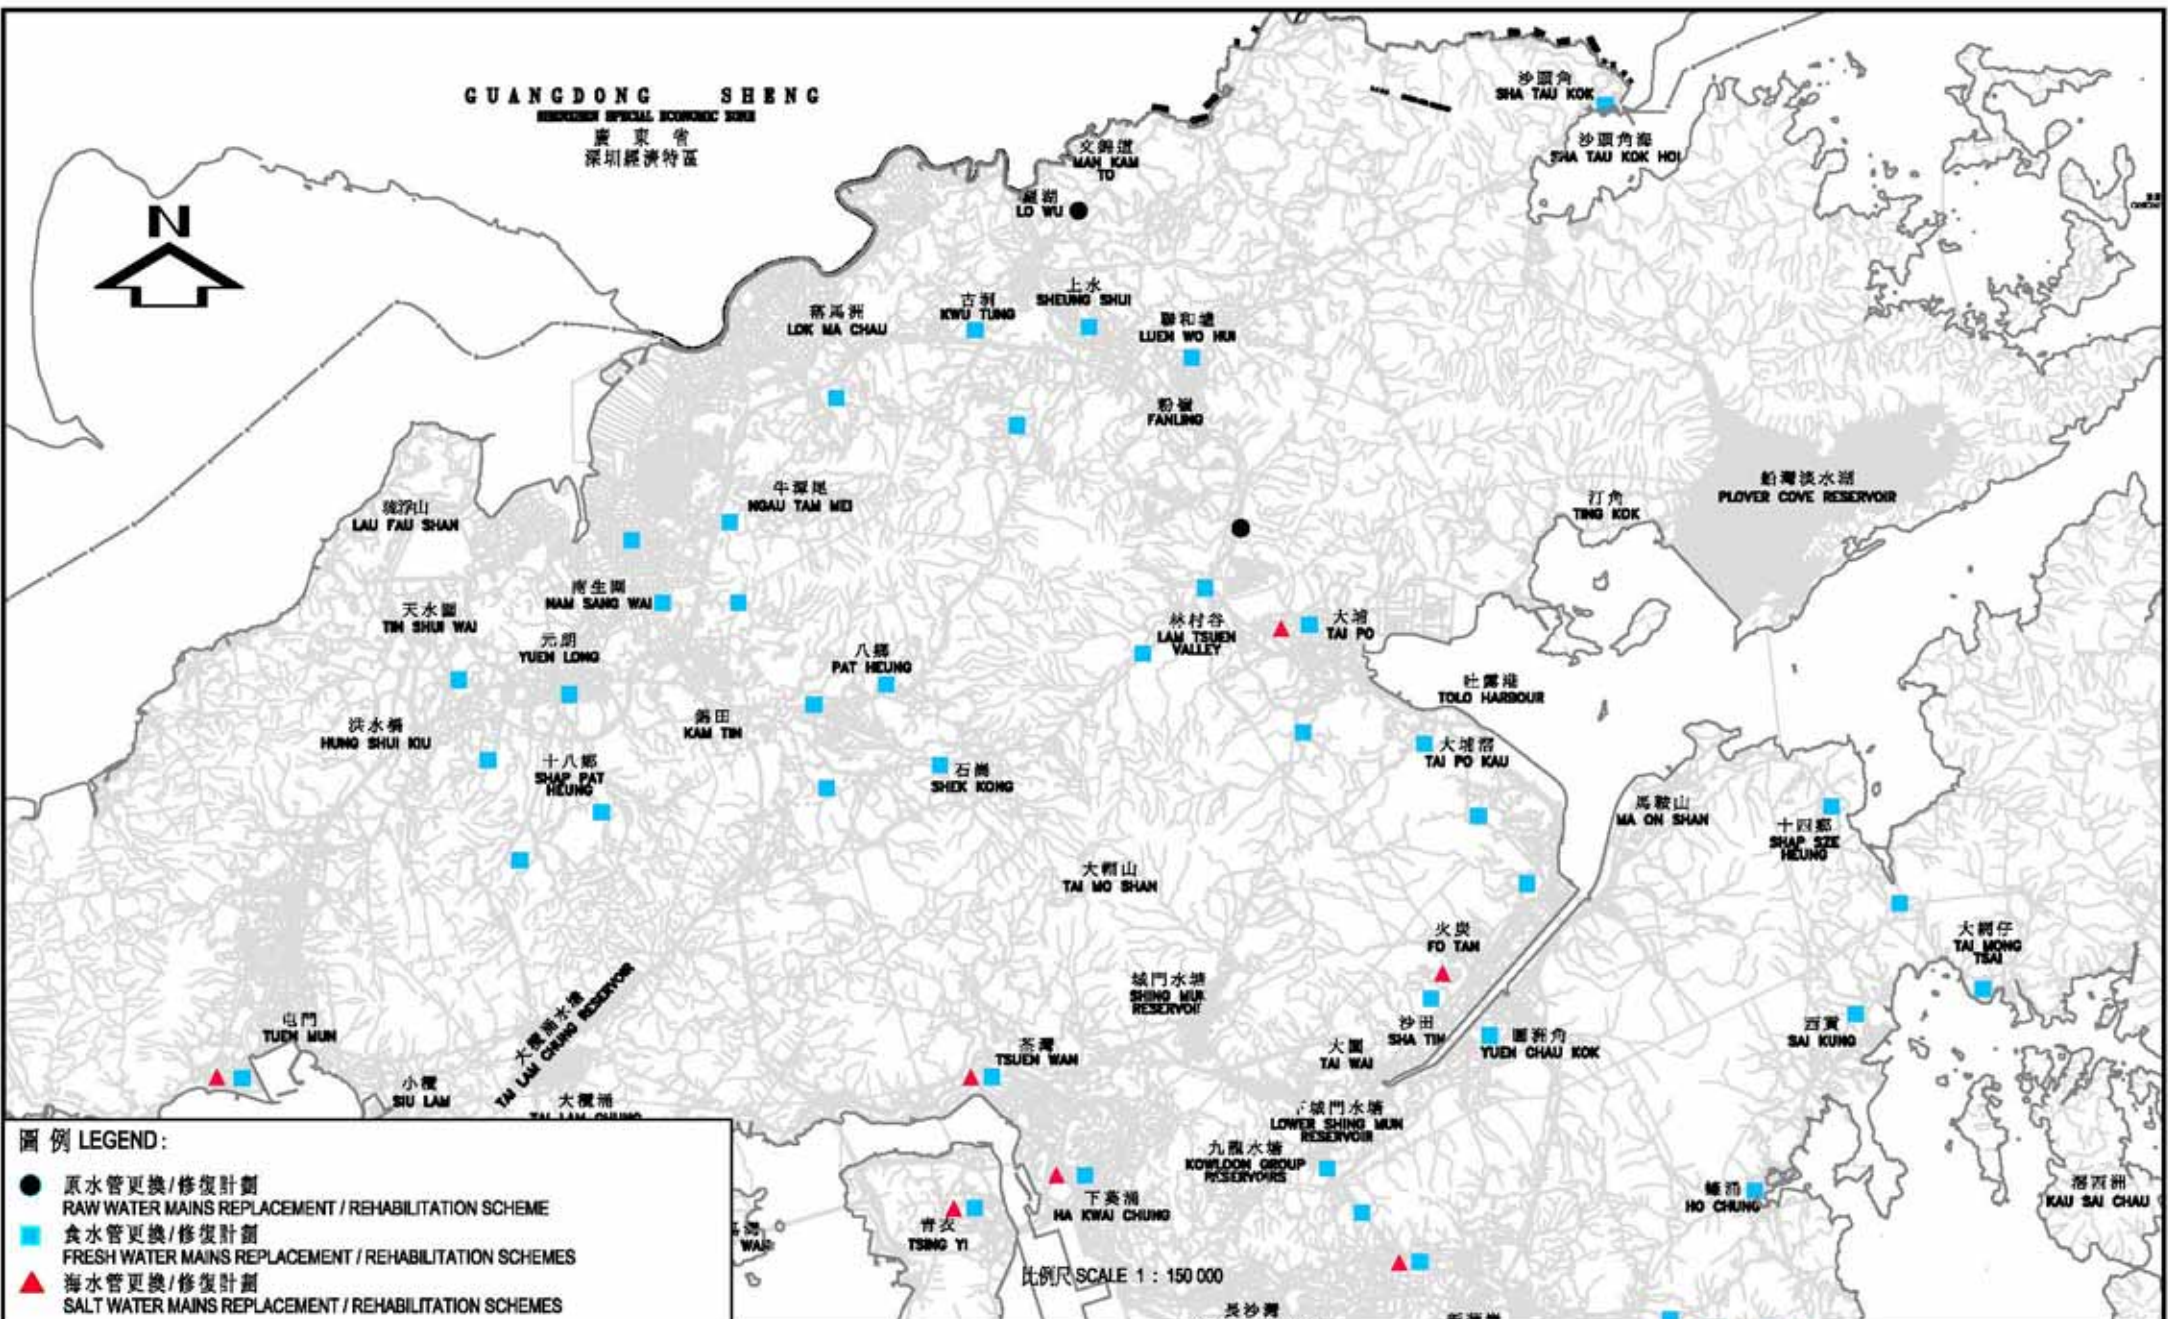 GUANGDONG SHENG
SHENZHEN SPECIAL ECONOMIC ZONE
廣東省
深圳經濟特區
N
沙頭角
SHA TAU KOK
沙頭角海
SHA TAU KOK HOI
文錦道
MAN KAM
TO
羅湖
LO WU
落馬洲
LOK MA CHAU
古洞
KWU TUNG
上水
SHEUNG SHUI
聯和墟
LUEN WO HUI
粉嶺
FANLING
牛潭尾
NGAU TAM MEI
流浮山
LAU FAU SHAN
船灣淡水湖
PLOVER COVE RESERVOIR
汀角
TING KOK
南生圍
NAM SANG WAI
天水圍
TIN SHUI WAI
元朗
YUEN LONG
八鄉
PAT HEUNG
林村谷
LAM TSUEN
VALLEY
大埔
TAI PO
吐露港
TOLO HARBOUR
洪水橋
HUNG SHUI KIU
錦田
KAM TIN
十八鄉
SHAP PAT
HEUNG
石崗
SHEK KONG
大埔滘
TAI PO KAU
馬鞍山
MA ON SHAN
十四鄉
SHAP SZE
HEUNG
大帽山
TAI MO SHAN
火炭
FO TAN
大網仔
TAI MONG
TSAI
城門水塘
SHING MUN
RESERVOIR
大欖涌水塘
TAI LAM CHUNG RESERVOIR
屯門
TUEN MUN
荃灣
TSUEN WAN
大圍
TAI WAI
沙田
SHA TIN
圓洲角
YUEN CHAU KOK
西貢
SAI KUNG
小欖
SIU LAM
大欖涌
TAI LAM CHUNG
下城門水塘
LOWER SHING MUN
RESERVOIR
九龍水塘
KOWLOON GROUP
RESERVOIRS
下葵涌
HA KWAI CHUNG
蠔涌
HO CHUNG
滘西洲
KAU SAI CHAU
青衣
TSING YI
WAN
比例尺 SCALE 1 : 150 000
長沙灣
圖例 LEGEND:
原水管更換/修復計劃
RAW WATER MAINS REPLACEMENT / REHABILITATION SCHEME
食水管更換/修復計劃
FRESH WATER MAINS REPLACEMENT / REHABILITATION SCHEMES
海水管更換/修復計劃
SALT WATER MAINS REPLACEMENT / REHABILITATION SCHEMES